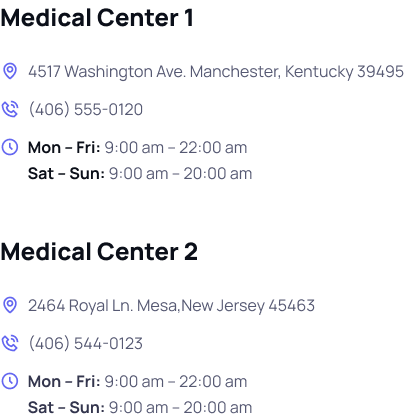 Medical Center 1
4517 Washington Ave. Manchester, Kentucky 39495
(406) 555-0120
Mon – Fri: 9:00 am – 22:00 am
Sat – Sun: 9:00 am – 20:00 am
Medical Center 2
2464 Royal Ln. Mesa,New Jersey 45463
(406) 544-0123
Mon – Fri: 9:00 am – 22:00 am
Sat – Sun: 9:00 am – 20:00 am